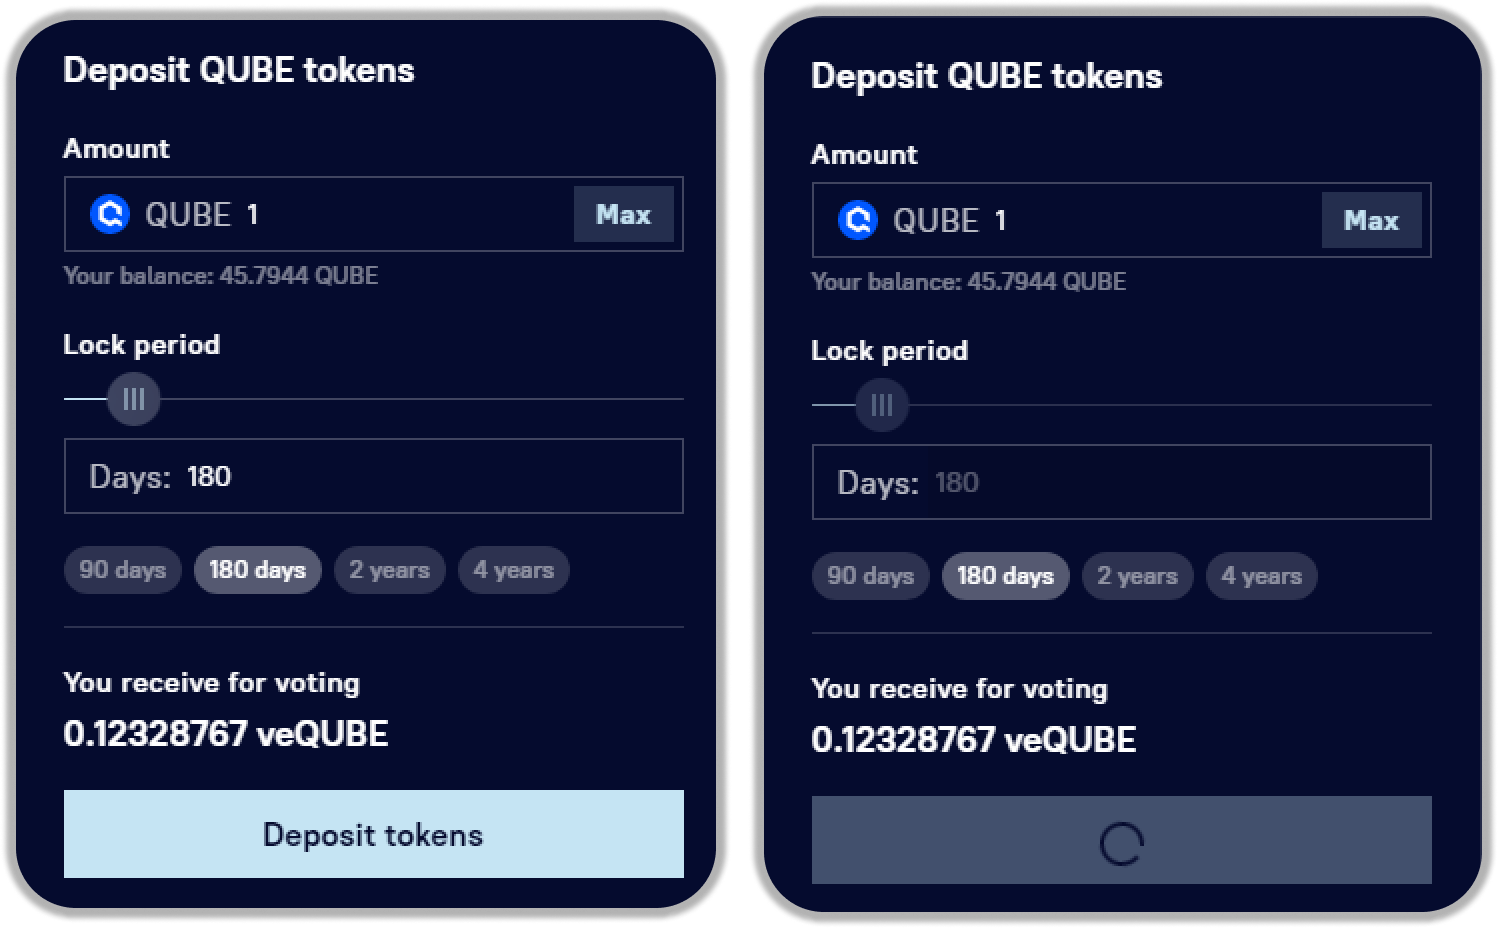 Deposit QUBE tokens
Amount
QUBE 1 Max
Your balance: 45.7944 QUBE
Lock period
Days: 180
90 days 180 days 2 years 4 years
You receive for voting
0.12328767 veQUBE
Deposit tokens
Deposit QUBE tokens
Amount
QUBE 1 Max
Your balance: 45.7944 QUBE
Lock period
Days: 180
90 days 180 days 2 years 4 years
You receive for voting
0.12328767 veQUBE